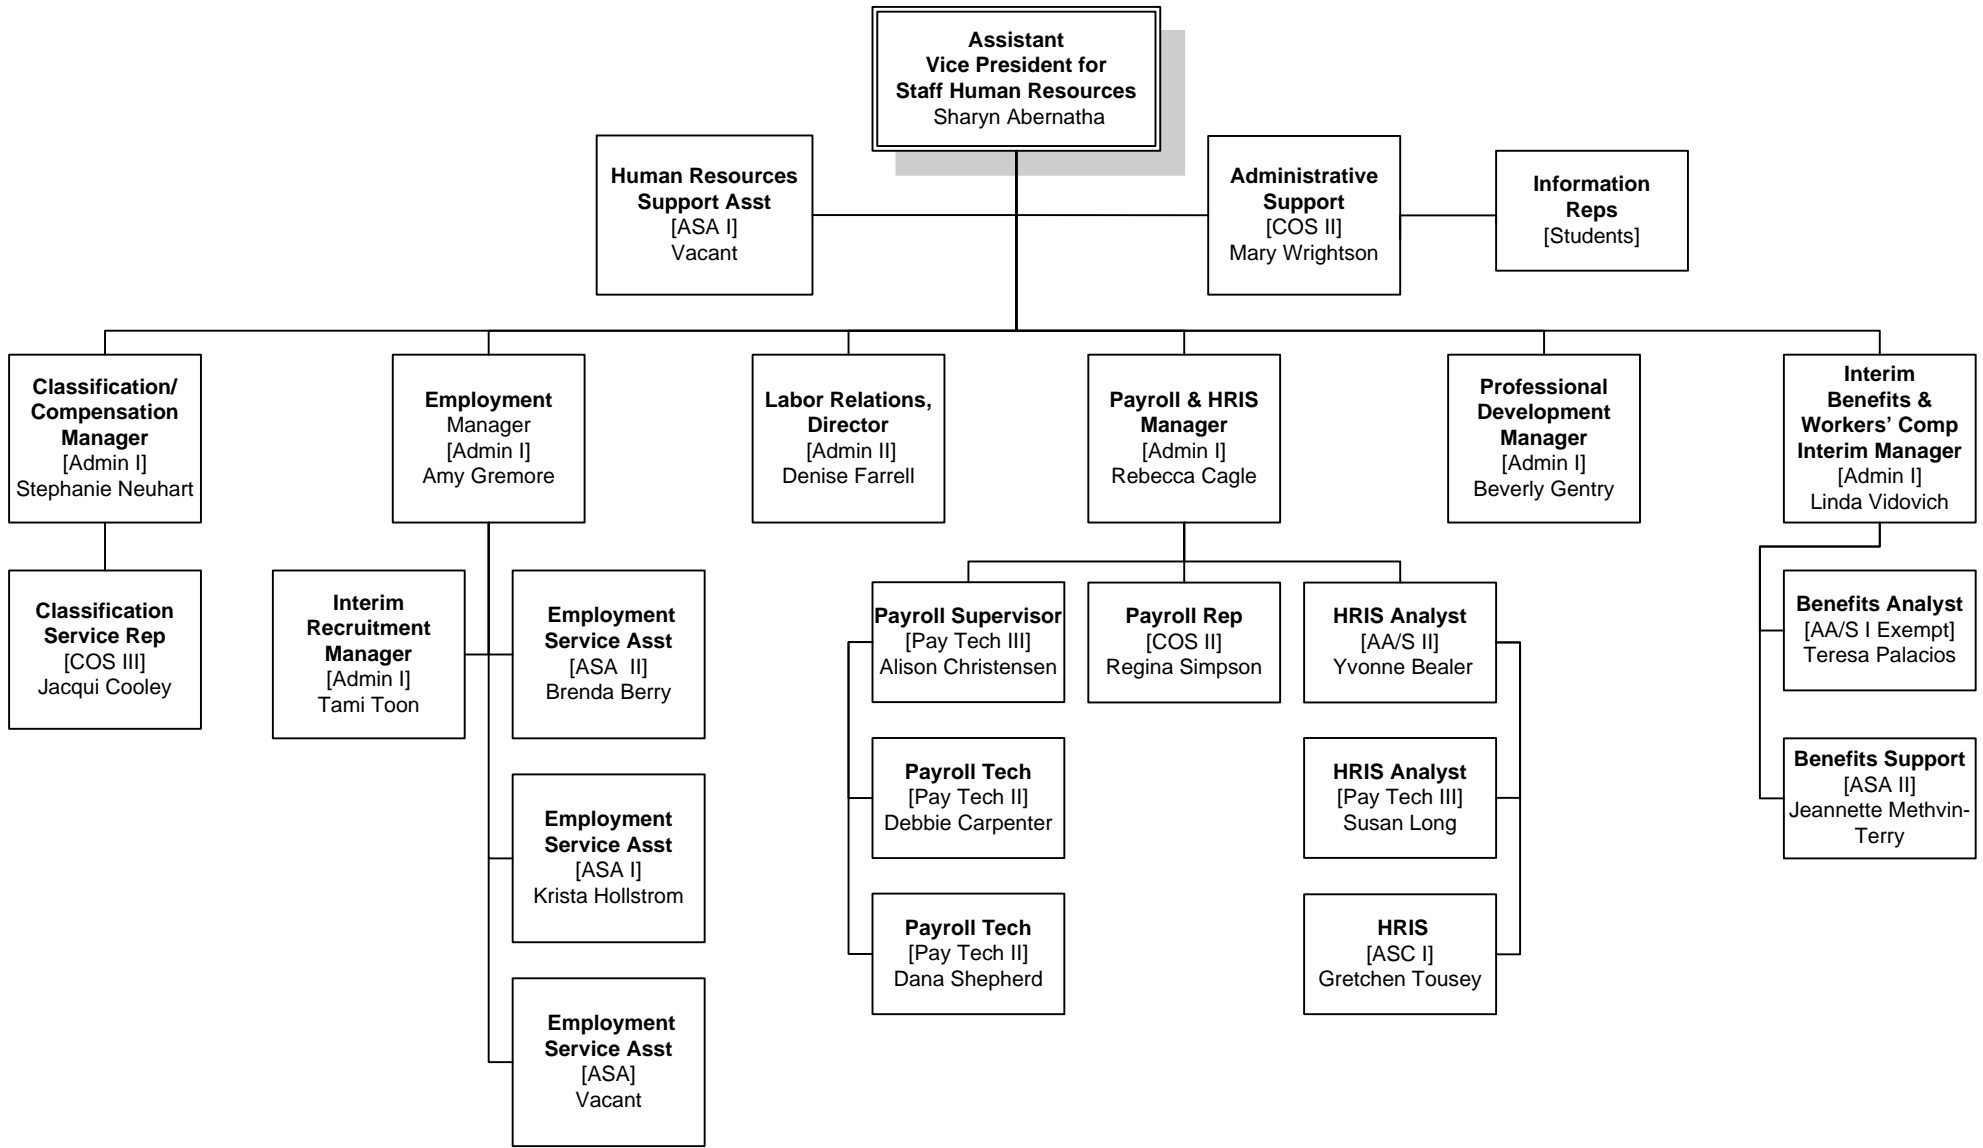 Assistant
Vice President for
Staff Human Resources
Sharyn Abernatha
Human Resources
Support Asst
[ASA I]
Vacant
Administrative
Support
[COS II]
Mary Wrightson
Information
Reps
[Students]
Classification/
Compensation
Manager
[Admin I]
Stephanie Neuhart
Employment
Manager
[Admin I]
Amy Gremore
Labor Relations,
Director
[Admin II]
Denise Farrell
Payroll & HRIS
Manager
[Admin I]
Rebecca Cagle
Professional
Development
Manager
[Admin I]
Beverly Gentry
Interim
Benefits &
Workers’ Comp
Interim Manager
[Admin I]
Linda Vidovich
Classification
Service Rep
[COS III]
Jacqui Cooley
Interim
Recruitment
Manager
[Admin I]
Tami Toon
Employment
Service Asst
[ASA  II]
Brenda Berry
Employment
Service Asst
[ASA I]
Krista Hollstrom
Employment
Service Asst
[ASA]
Vacant
Payroll Supervisor
[Pay Tech III]
Alison Christensen
Payroll Tech
[Pay Tech II]
Debbie Carpenter
Payroll Tech
[Pay Tech II]
Dana Shepherd
Payroll Rep
[COS II]
Regina Simpson
HRIS Analyst
[AA/S II]
Yvonne Bealer
HRIS Analyst
[Pay Tech III]
Susan Long
HRIS
[ASC I]
Gretchen Tousey
Benefits Analyst
[AA/S I Exempt]
Teresa Palacios
Benefits Support
[ASA II]
Jeannette Methvin-
Terry